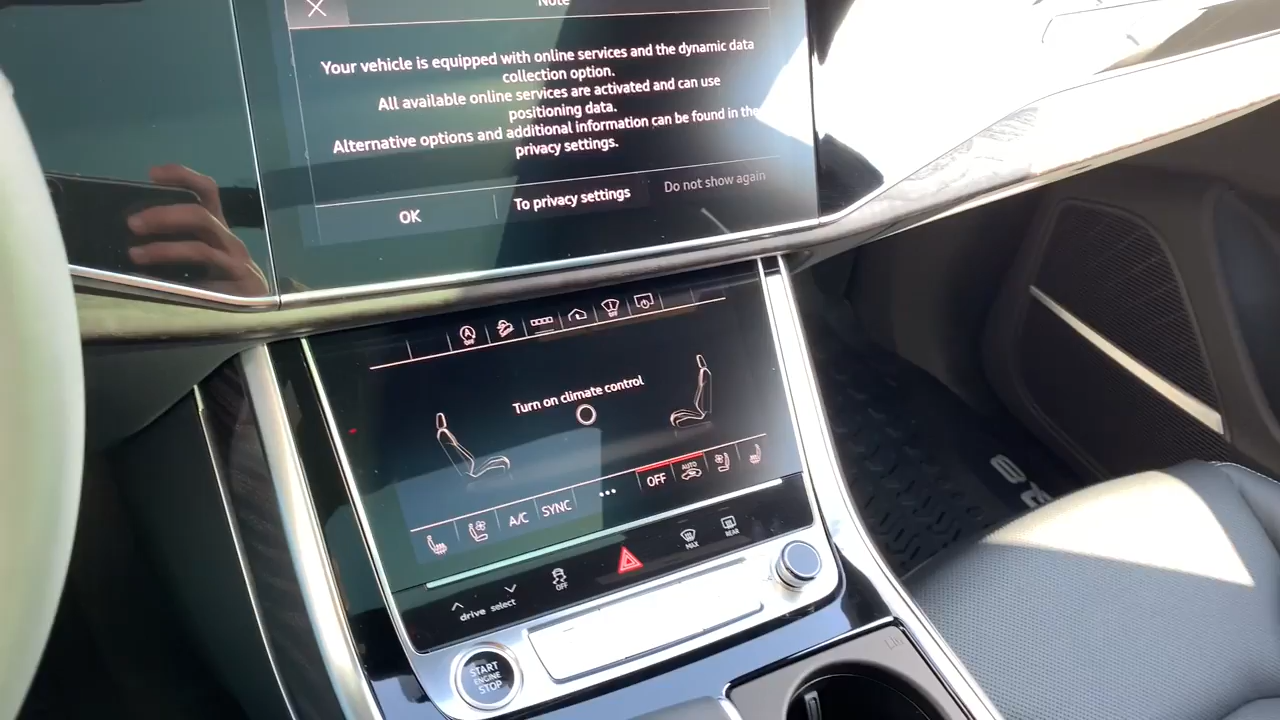 Note
Your vehicle is equipped with online services and the dynamic data
collection option.
All available online services are activated and can use
positioning data.
Alternative options and additional information can be found in the
privacy settings.
OK
To privacy settings
Do not show again
OFF
OFF
Turn on climate control
A/C
SYNC
OFF
AUTO
drive select
OFF
MAX
REAR
START
ENGINE
STOP